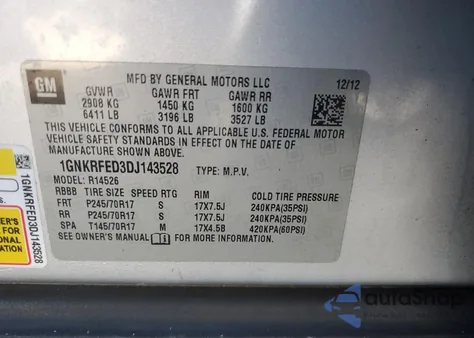 GM
MFD BY GENERAL MOTORS LLC
12/12
GVWR GAWR FRT GAWR RR
2908 KG 1450 KG 1600 KG
6411 LB 3196 LB 3527 LB
THIS VEHICLE CONFORMS TO ALL APPLICABLE U.S. FEDERAL MOTOR
VEHICLE SAFETY STANDARDS IN EFFECT ON THE DATE OF
MANUFACTURE SHOWN ABOVE.
1GNKRFED3DJ143528 TYPE: M.P.V.
MODEL: R14526
RBBB TIRE SIZE SPEED RTG RIM COLD TIRE PRESSURE
FRT P245/70R17 S 17X7.5J 240KPA(35PSI)
RR P245/70R17 S 17X7.5J 240KPA(35PSI)
SPA T145/70R17 M 17X4.5B 420KPA(60PSI)
SEE OWNER'S MANUAL FOR MORE INFORMATION.
1GNKRFED3DJ143528
OWNER'S
FOR
ONAL
ATION
autoShop